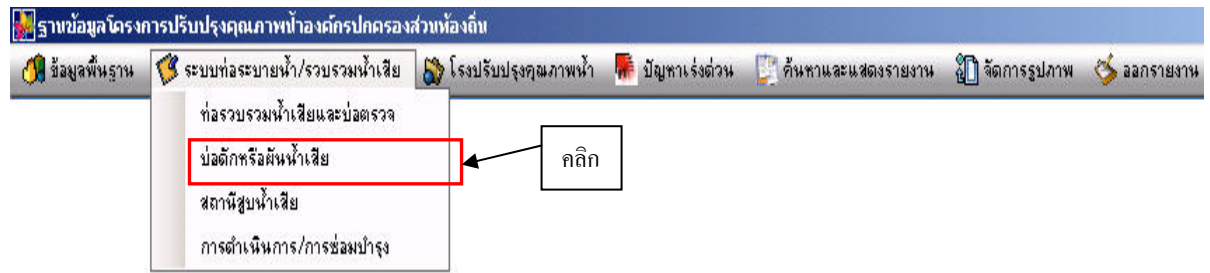 ฐานข้อมูลโครงการปรับปรุงคุณภาพน้ำองค์กรปกครองส่วนท้องถิ่น
ข้อมูลพื้นฐาน ระบบท่อระบายน้ำ/รวบรวมน้ำเสีย โรงปรับปรุงคุณภาพน้ำ ปัญหาเร่งด่วน ค้นหาและแสดงรายงาน จัดการรูปภาพ ออกรายงาน
ท่อรวบรวมน้ำเสียและบ่อตรวจ
บ่อดักหรือผันน้ำเสีย
คลิก
สถานีสูบน้ำเสีย
การดำเนินการ/การซ่อมบำรุง